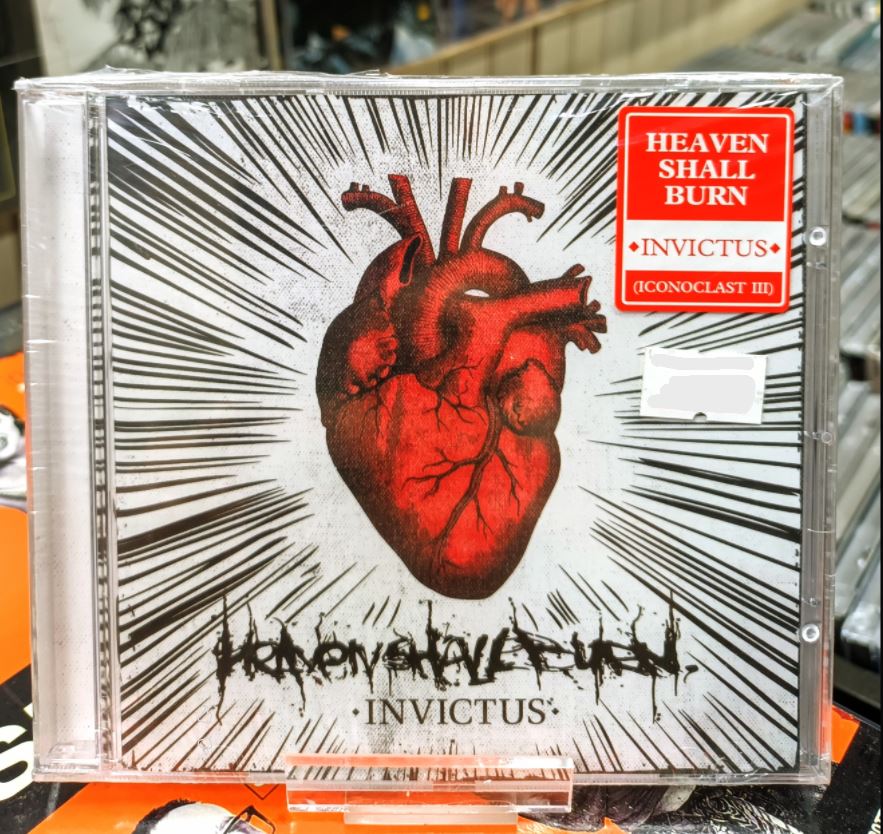 HEAVEN
SHALL
BURN
◆INVICTUS◆
(ICONOCLAST III)
HEAVEN SHALL BURN
·INVICTUS·
S